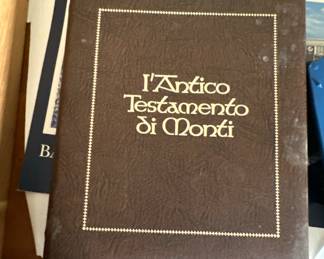 l'Antico
Testamento
di Monti